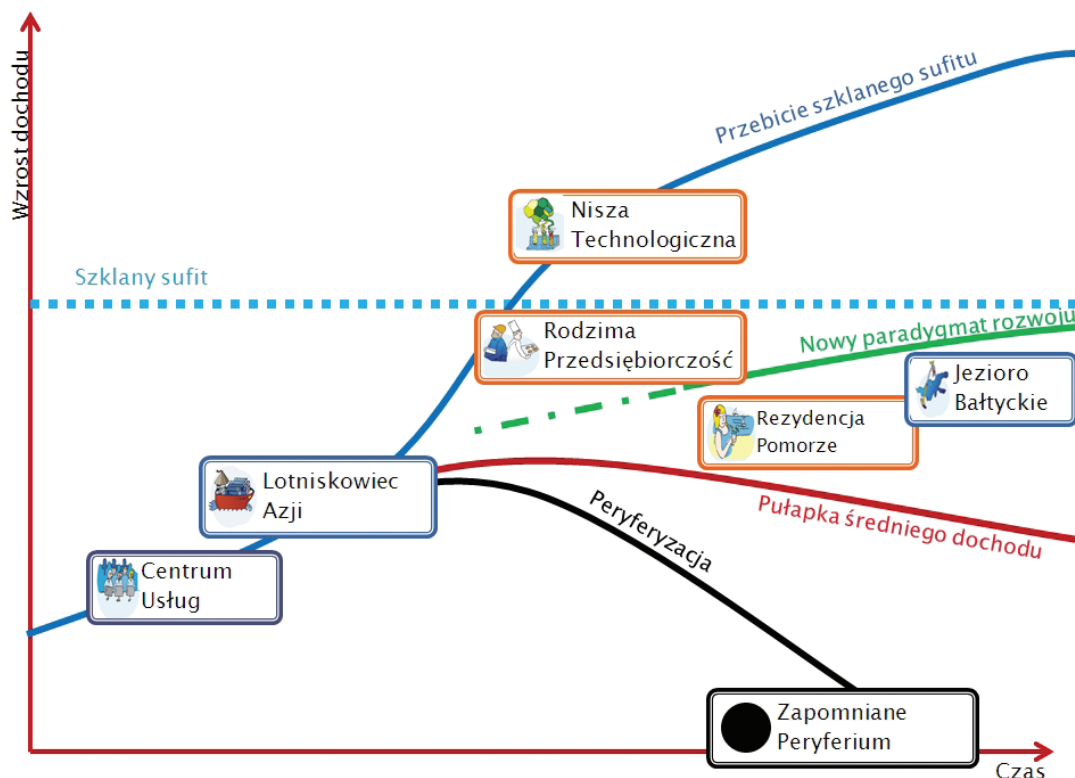 Wzrost dochodu
Przebicie szklanego sufitu
Nisza
Technologiczna
Szklany sufit
Rodzima
Przedsiębiorczość
Nowy paradygmat rozwoju
Jezioro
Bałtyckie
Rezydencja
Pomorze
Lotniskowiec
Azji
Peryferyzacja
Pułapka średniego dochodu
Centrum
Usług
Zapomniane
Peryferium
Czas